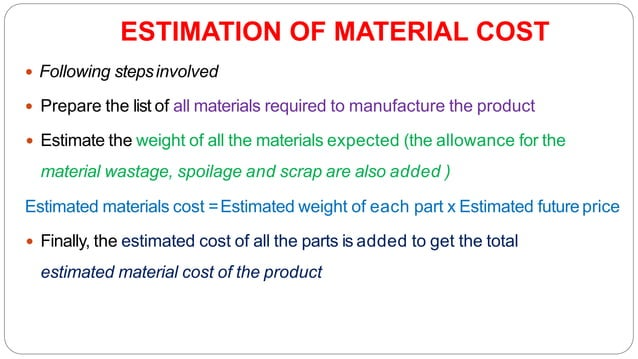 ESTIMATION OF MATERIAL COST
• Following steps involved
• Prepare the list of all materials required to manufacture the product
• Estimate the weight of all the materials expected (the allowance for the
material wastage, spoilage and scrap are also added )
Estimated materials cost = Estimated weight of each part x Estimated future price
• Finally, the estimated cost of all the parts is added to get the total
estimated material cost of the product